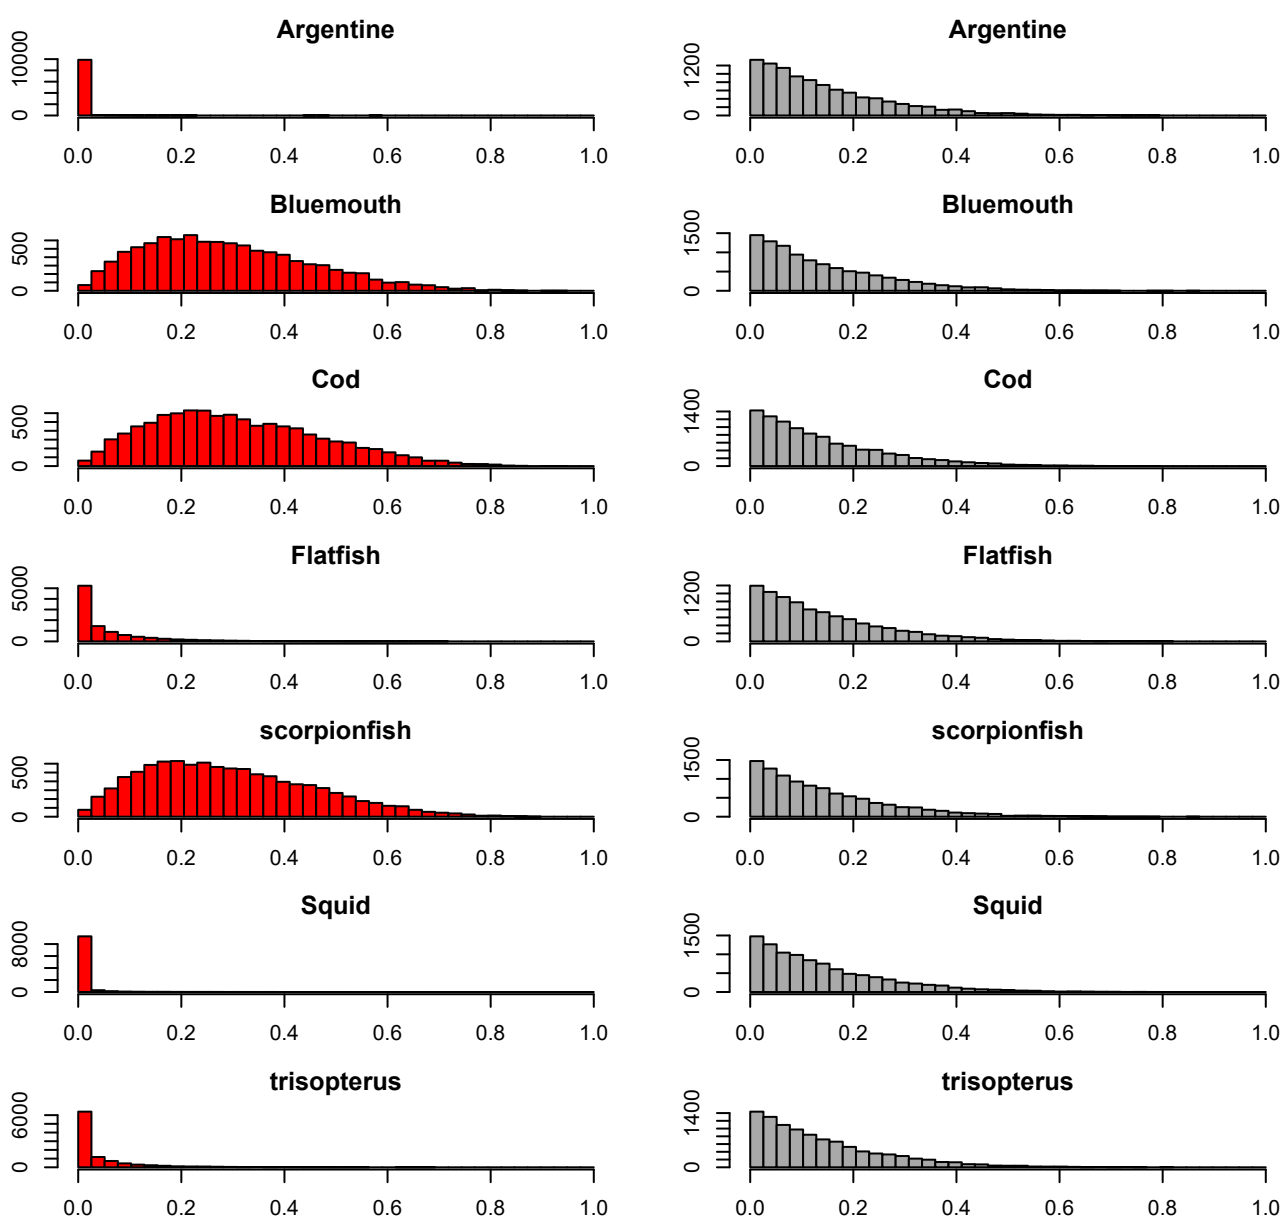 Argentine Argentine
10000 0 1200 0
0.0 0.2 0.4 0.6 0.8 1.0 0.0 0.2 0.4 0.6 0.8 1.0
Bluemouth Bluemouth
500 0 1500 0
0.0 0.2 0.4 0.6 0.8 1.0 0.0 0.2 0.4 0.6 0.8 1.0
Cod Cod
500 0 1400 0
0.0 0.2 0.4 0.6 0.8 1.0 0.0 0.2 0.4 0.6 0.8 1.0
Flatfish Flatfish
5000 0 1200 0
0.0 0.2 0.4 0.6 0.8 1.0 0.0 0.2 0.4 0.6 0.8 1.0
scorpionfish scorpionfish
500 0 1500 0
0.0 0.2 0.4 0.6 0.8 1.0 0.0 0.2 0.4 0.6 0.8 1.0
Squid Squid
8000 0 1500 0
0.0 0.2 0.4 0.6 0.8 1.0 0.0 0.2 0.4 0.6 0.8 1.0
trisopterus trisopterus
6000 0 1400 0
0.0 0.2 0.4 0.6 0.8 1.0 0.0 0.2 0.4 0.6 0.8 1.0